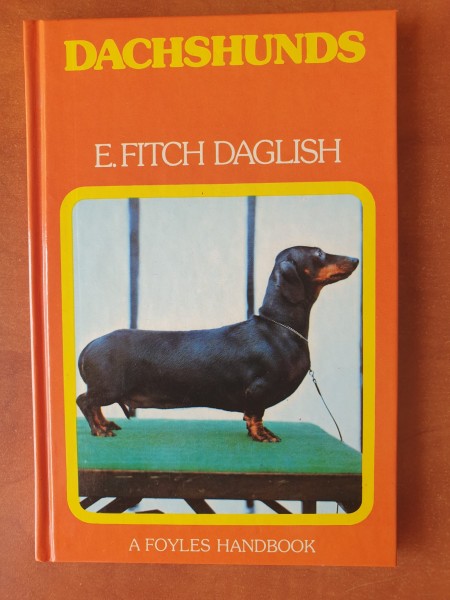 DACHSHUNDS
E. FITCH DAGLISH
A FOYLES HANDBOOK